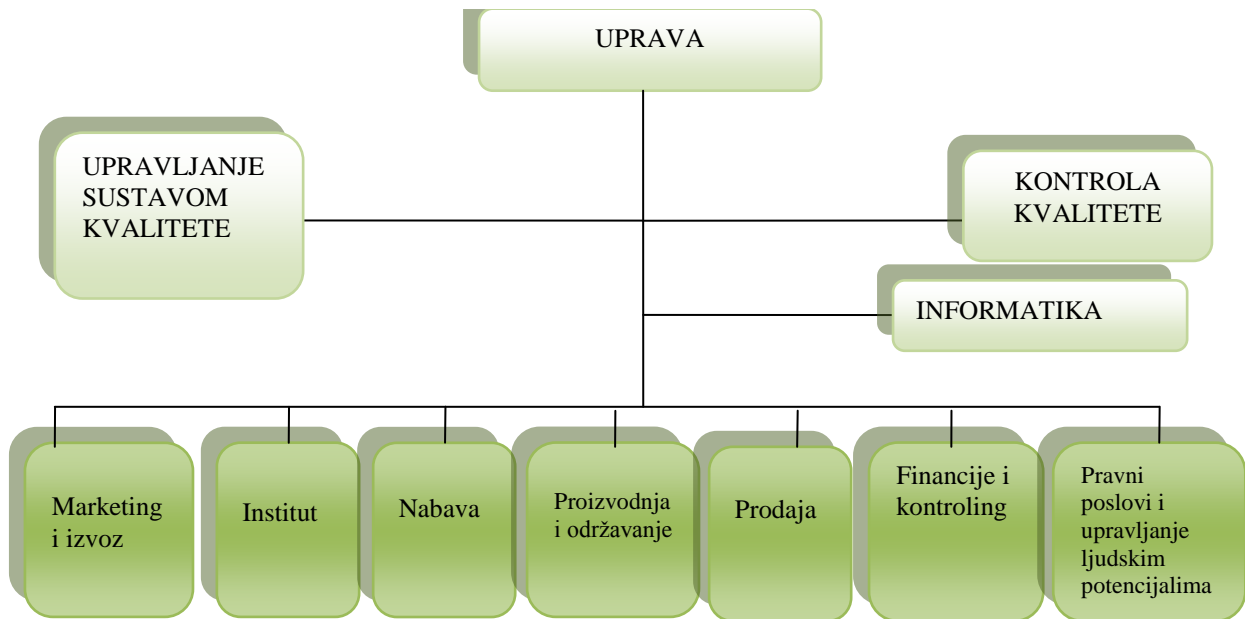 UPRAVA
UPRAVLJANJE
SUSTAVOM
KVALITETE
KONTROLA
KVALITETE
INFORMATIKA
Marketing
i izvoz
Institut
Nabava
Proizvodnja
i održavanje
Prodaja
Financije i
kontroling
Pravni
poslovi i
upravljanje
ljudskim
potencijalima